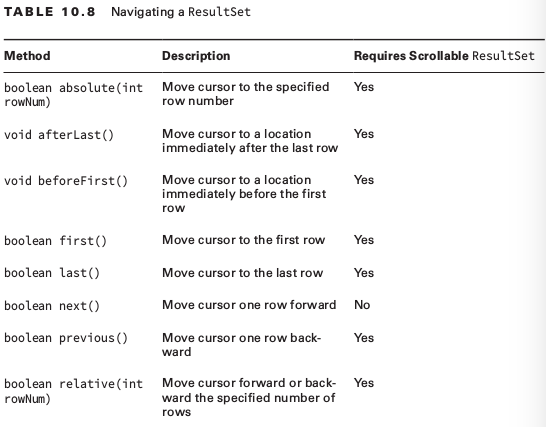 TABLE 10.8 Navigating a ResultSet
Method Description Requires Scrollable ResultSet
boolean absolute(int rowNum) Move cursor to the specified row number Yes
void afterLast() Move cursor to a location immediately after the last row Yes
void beforeFirst() Move cursor to a location immediately before the first row Yes
boolean first() Move cursor to the first row Yes
boolean last() Move cursor to the last row Yes
boolean next() Move cursor one row forward No
boolean previous() Move cursor one row back-ward Yes
boolean relative(int rowNum) Move cursor forward or back-ward the specified number of rows Yes